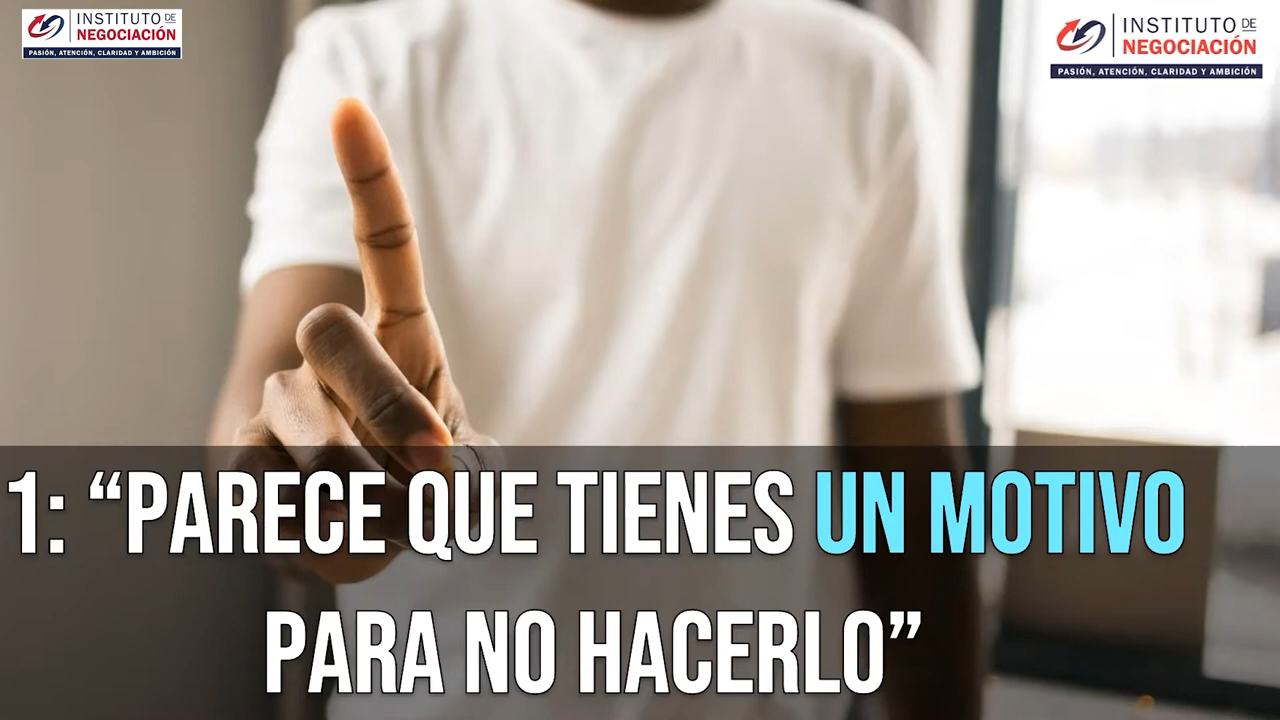 INSTITUTO DE
NEGOCIACIÓN
PASIÓN, ATENCIÓN, CLARIDAD Y AMBICIÓN
INSTITUTO DE
NEGOCIACIÓN
PASIÓN, ATENCIÓN, CLARIDAD Y AMBICIÓN
1: “PARECE QUE TIENES UN MOTIVO
PARA NO HACERLO”